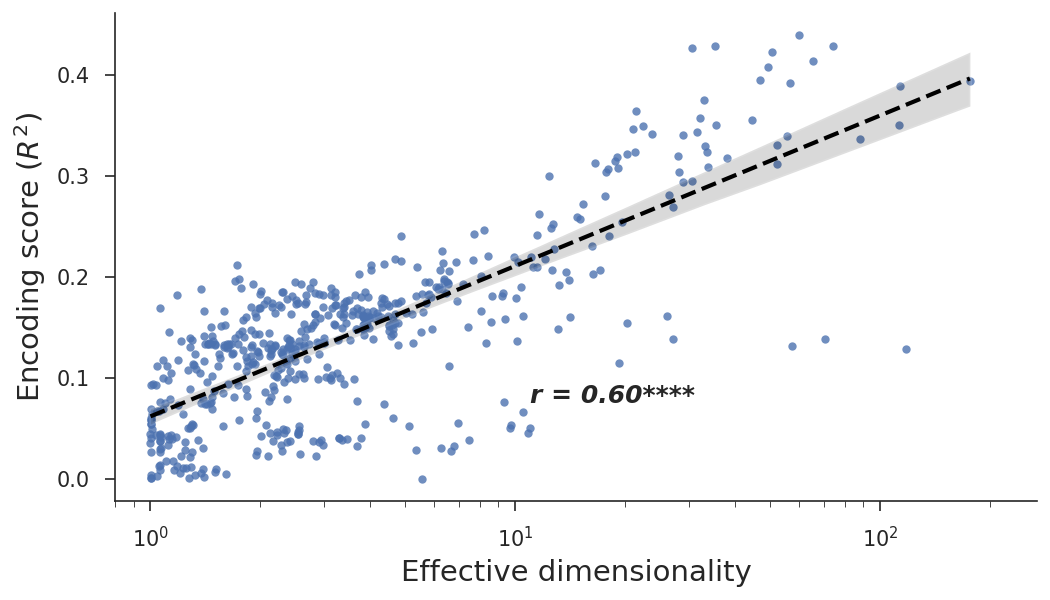 Encoding score (R²)
0.4
0.3
0.2
0.1
0.0
r = 0.60****
10⁰
10¹
10²
Effective dimensionality